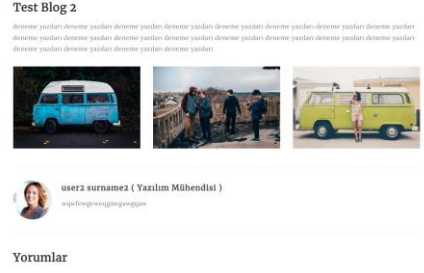 Test Blog 2
deneme yazıları deneme yazıları deneme yazıları deneme yazıları deneme yazıları deneme yazıları deneme yazıları
deneme yazıları deneme yazıları deneme yazıları deneme yazıları deneme yazıları deneme yazıları deneme yazıları
deneme yazıları deneme yazıları deneme yazıları deneme yazıları
user2 surname2 ( Yazılım Mühendisi )
Yorumlar